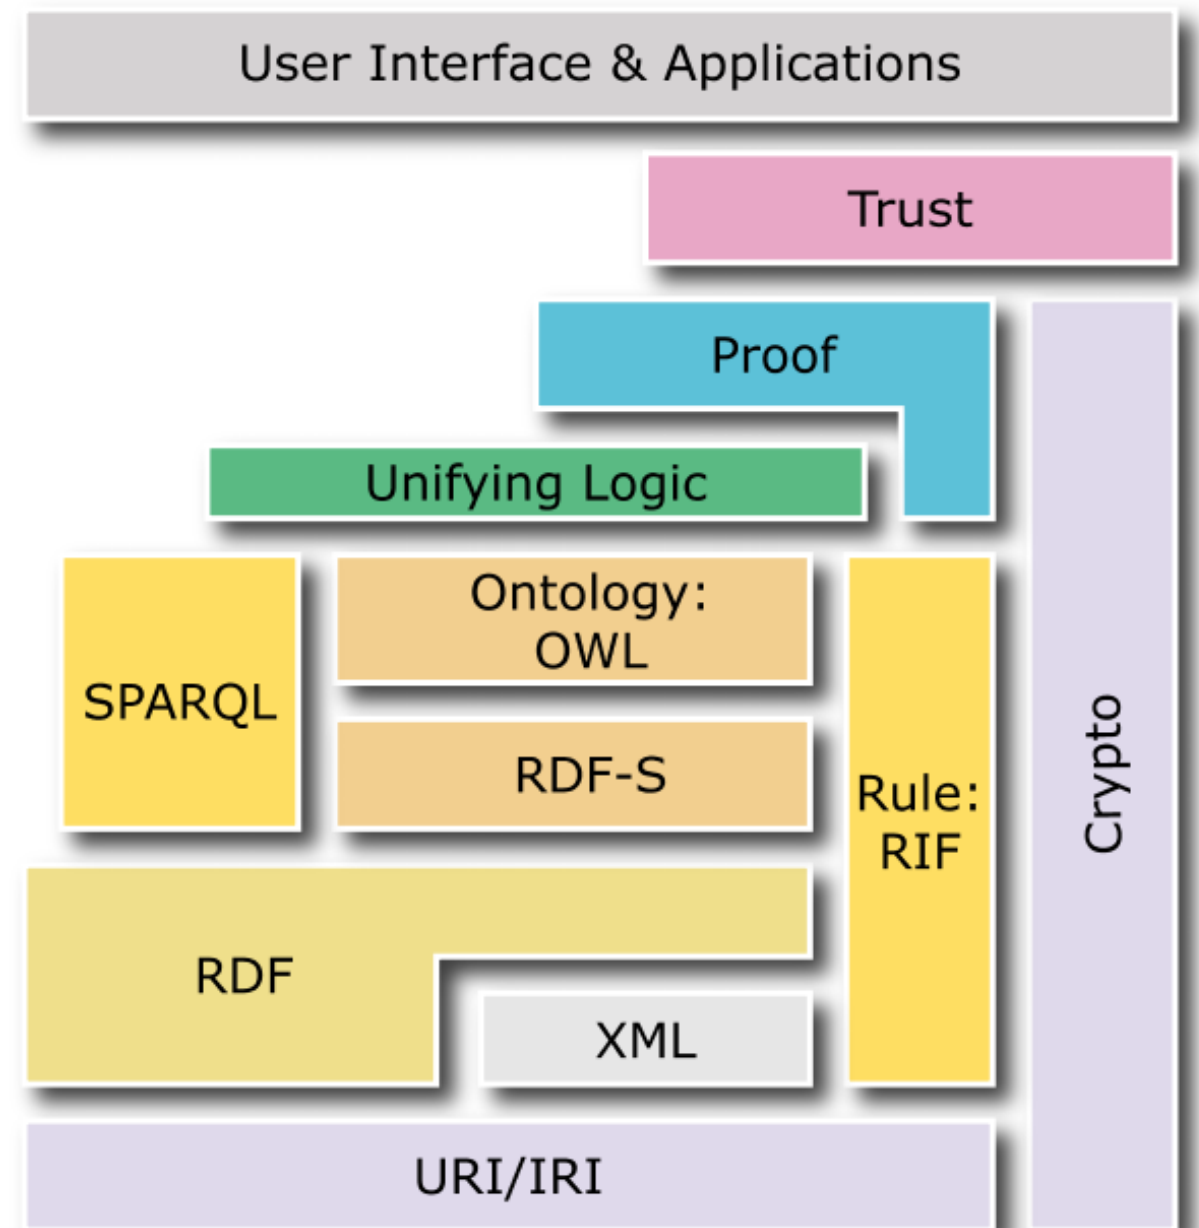 User Interface & Applications
Trust
Proof
Unifying Logic
SPARQL
Ontology:
OWL
RDF-S
Rule:
RIF
Crypto
RDF
XML
URI/IRI